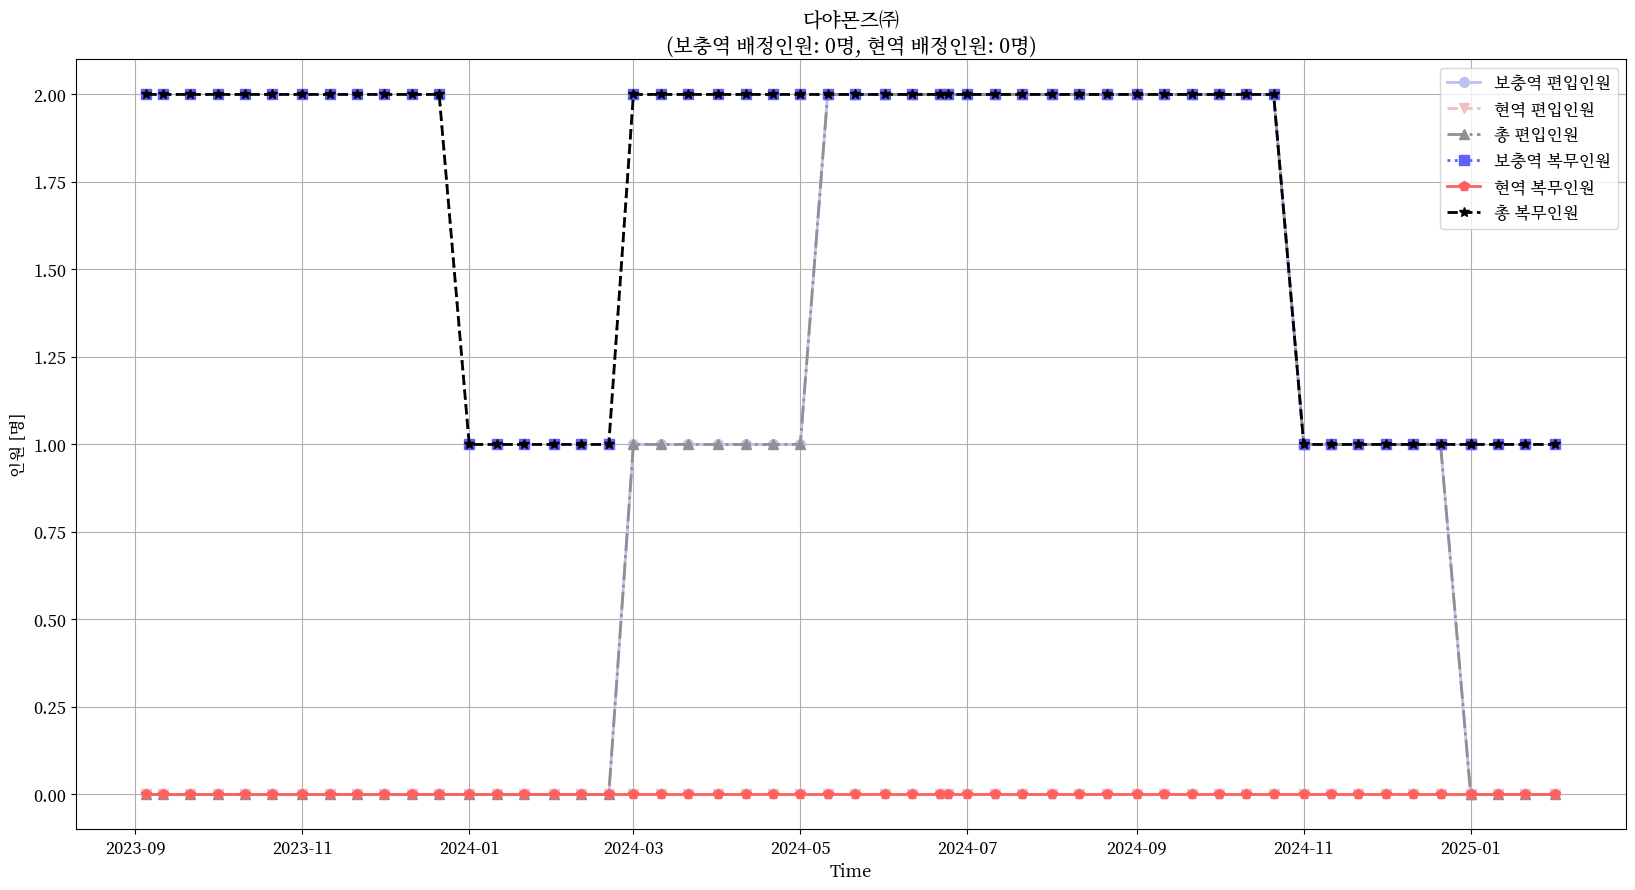 다야몬즈㈜
(보충역 배정인원: 0명, 현역 배정인원: 0명)
보충역 편입인원
현역 편입인원
총 편입인원
보충역 복무인원
현역 복무인원
총 복무인원
인원 [명]
2.00
1.75
1.50
1.25
1.00
0.75
0.50
0.25
0.00
2023-09
2023-11
2024-01
2024-03
2024-05
2024-07
2024-09
2024-11
2025-01
Time